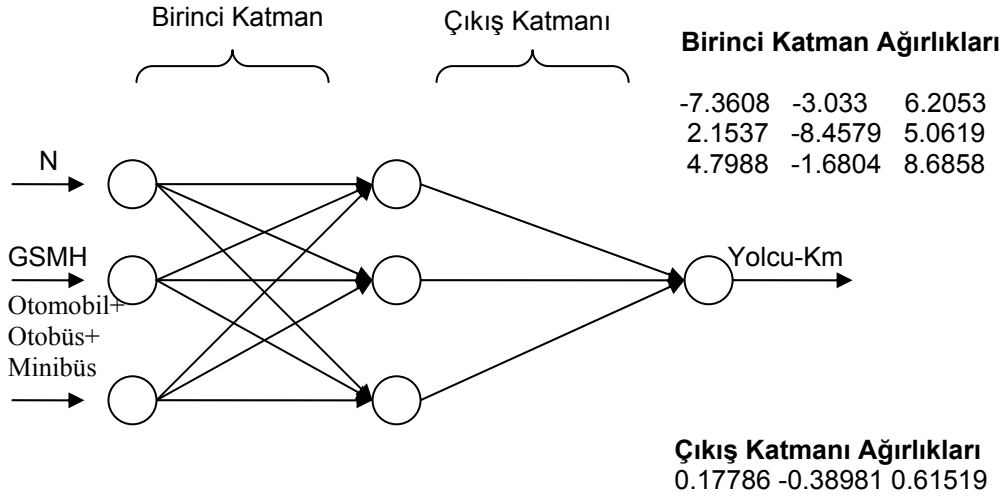 Birinci Katman
Çıkış Katmanı
Birinci Katman Ağırlıkları
-7.3608 -3.033 6.2053
2.1537 -8.4579 5.0619
4.7988 -1.6804 8.6858
N
GSMH
Otomobil+
Otobüs+
Minibüs
Yolcu-Km
Çıkış Katmanı Ağırlıkları
0.17786 -0.38981 0.61519